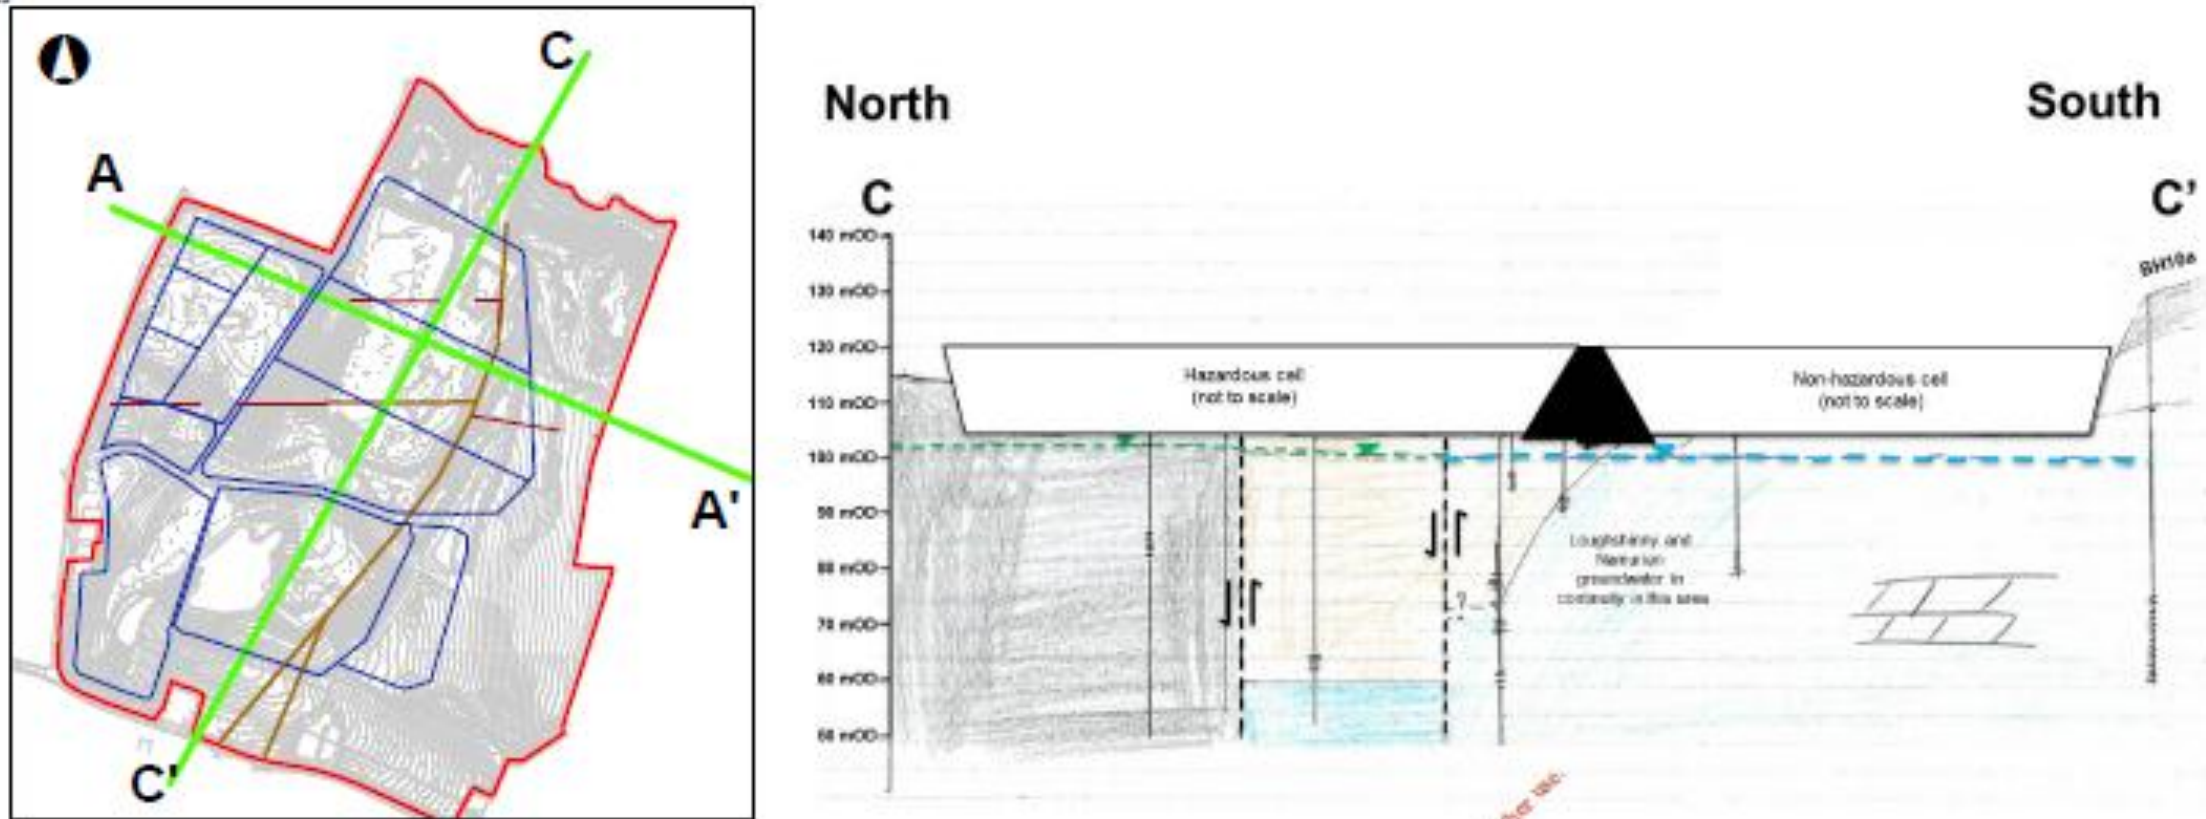 C
A
A'
C'
North
South
C
C’
BH10a
140 mOD
130 mOD
120 mOD
110 mOD
100 mOD
90 mOD
80 mOD
70 mOD
60 mOD
Hazardous cell
(not to scale)
Non-hazardous cell
(not to scale)
Loughshinny and
Namurian
groundwater in
continuity in this area
?
use.